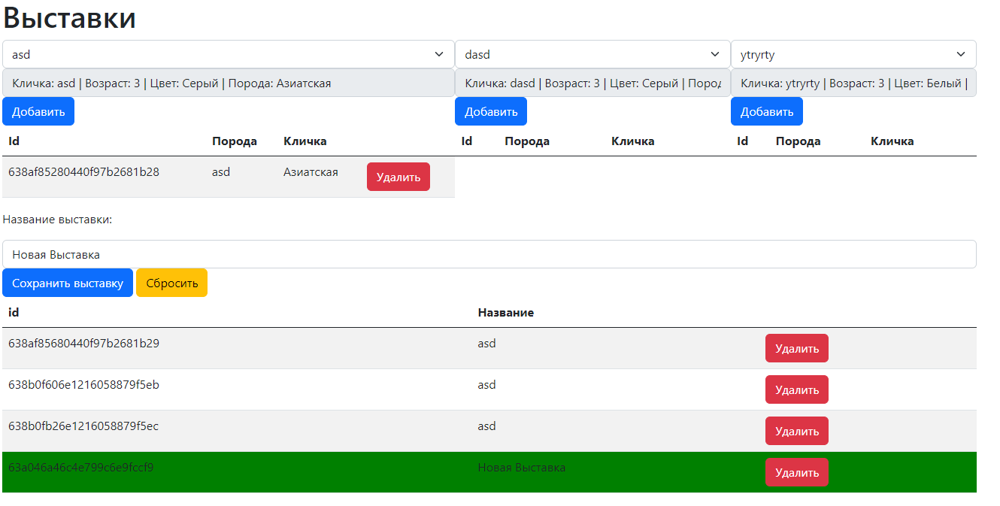 Выставки
asd dasd ytryrty
Кличка: asd | Возраст: 3 | Цвет: Серый | Порода: Азиатская Кличка: dasd | Возраст: 3 | Цвет: Серый | Пород Кличка: ytryrty | Возраст: 3 | Цвет: Белый |
Добавить Добавить Добавить
Id Порода Кличка Id Порода Кличка Id Порода Кличка
638af85280440f97b2681b28 asd Азиатская Удалить
Название выставки:
Новая Выставка
Сохранить выставку Сбросить
id Название
638af85680440f97b2681b29 asd Удалить
638b0f606e1216058879f5eb asd Удалить
638b0fb26e1216058879f5ec asd Удалить
63a046a46c4e799c6e9fccf9 Новая Выставка Удалить